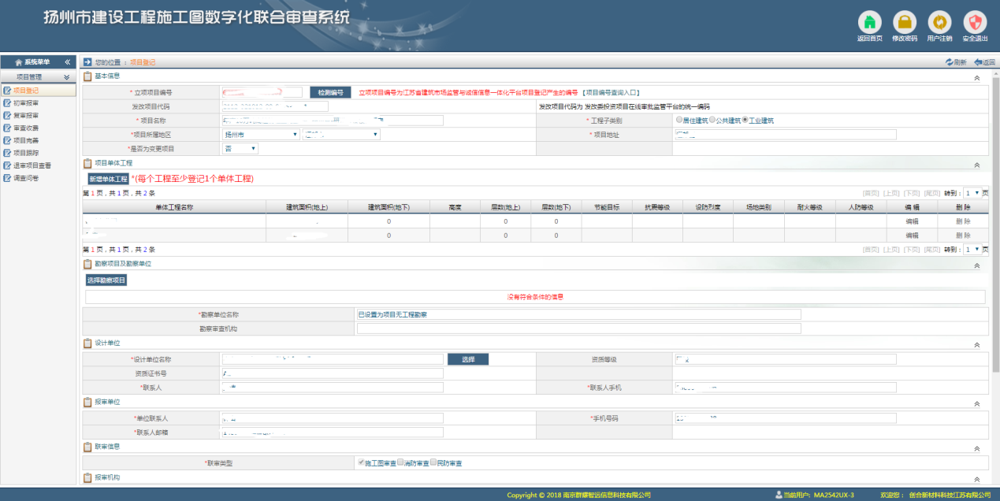 扬州市建设工程施工图数字化联合审查系统
返回首页 修改密码 用户注销 安全退出
系统菜单 «
项目管理
项目登记
初审报审
复审报审
审查收费
项目完善
项目跟踪
退审项目查看
调查问卷
您的位置 : 项目登记
刷新 返回
基本信息
* 立项项目编号 检测编号 立项项目编号为江苏省建筑市场监管与诚信信息一体化平台项目登记产生的编号 【项目编号查询入口】
发改项目代码 发改项目代码为 发改委投资项目在线审批监管平台的统一编码
* 项目名称 * 工程子类别 居住建筑 公共建筑 工业建筑
*项目所属地区 扬州市 * 项目地址
*是否为变更项目 否
项目单体工程
新增单体工程 *(每个工程至少登记1个单体工程)
第 1 页 , 共 1 页 , 共 2 条 [首页] [上页] [下页] [尾页] 转到 : 1 页
单体工程名称 建筑面积(地上) 建筑面积(地下) 高度 层数(地上) 层数(地下) 节能目标 抗震等级 设防烈度 场地类别 耐火等级 人防等级 编 辑 删 除
0 0 0 编辑 删 除
0 0 0 编辑 删 除
第 1 页 , 共 1 页 , 共 2 条 [首页] [上页] [下页] [尾页] 转到 : 1 页
勘察项目及勘察单位
选择勘察项目
没有符合条件的信息
*勘察单位名称 已设置为项目无工程勘察
勘察审查机构
设计单位
*设计单位名称 选择 资质等级
资质证书号
*联系人 *联系人手机
报审单位
*单位联系人 *手机号码
*联系人邮箱
联审信息
*联审类型 施工图审查 消防审查 民防审查
报审机构
Copyright © 2018 南京群耀智远信息科技有限公司 当前用户: MA2542UX-3 欢迎您 : 创合新材料科技江苏有限公司